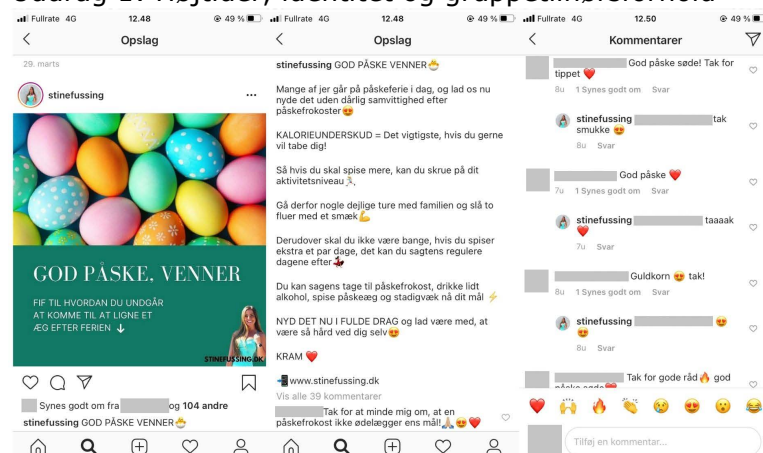 Uddrag 1: Højtider, identitet og gruppetilhørsforhold
Fullrate 4G 12.48 49 %
Opslag
29. marts
stinefussing
GOD PÅSKE, VENNER
FIF TIL HVORDAN DU UNDGÅR
AT KOMME TIL AT LIGNE ET
ÆG EFTER FERIEN ↓
STINEFUSSING.DK
Synes godt om fra og 104 andre
stinefussing GOD PÅSKE VENNER🐣
Fullrate 4G 12.48 49 %
Opslag
stinefussing GOD PÅSKE VENNER🐣
Mange af jer går på påskeferie i dag, og lad os nu
nyde det uden dårlig samvittighed efter
påskefrokoster😍
KALORIEUNDERSKUD = Det vigtigste, hvis du gerne
vil tabe dig!
Så hvis du skal spise mere, kan du skrue på dit
aktivitetsniveau🏃
Gå derfor nogle dejlige ture med familien og slå to
fluer med et smæk💪
Derudover skal du ikke være bange, hvis du spiser
ekstra et par dage, det kan du sagtens regulere
dagene efter💃
Du kan sagens tage til påskefrokost, drikke lidt
alkohol, spise påskeæg og stadigvæk nå dit mål ⚡
NYD DET NU I FULDE DRAG og lad være med, at
være så hård ved dig selv😍
KRAM ❤️
📲www.stinefussing.dk
Vis alle 39 kommentarer
Tak for at minde mig om, at en
påskefrokost ikke ødelægger ens mål!🙏😍❤️
Fullrate 4G 12.50 49 %
Kommentarer
God påske søde! Tak for
tippet ❤️
8u 1 Synes godt om Svar
stinefussing tak
smukke 😍
8u Svar
God påske ❤️
7u 1 Synes godt om Svar
stinefussing taaaak
❤️
7u Svar
Guldkorn 😍 tak!
8u 1 Synes godt om Svar
stinefussing 😍
😍
8u Svar
Tak for gode råd🔥 god
påske søde❤️
❤️ 🙌 🔥 👏 😢 😍 😮 😂
Tilføj en kommentar...